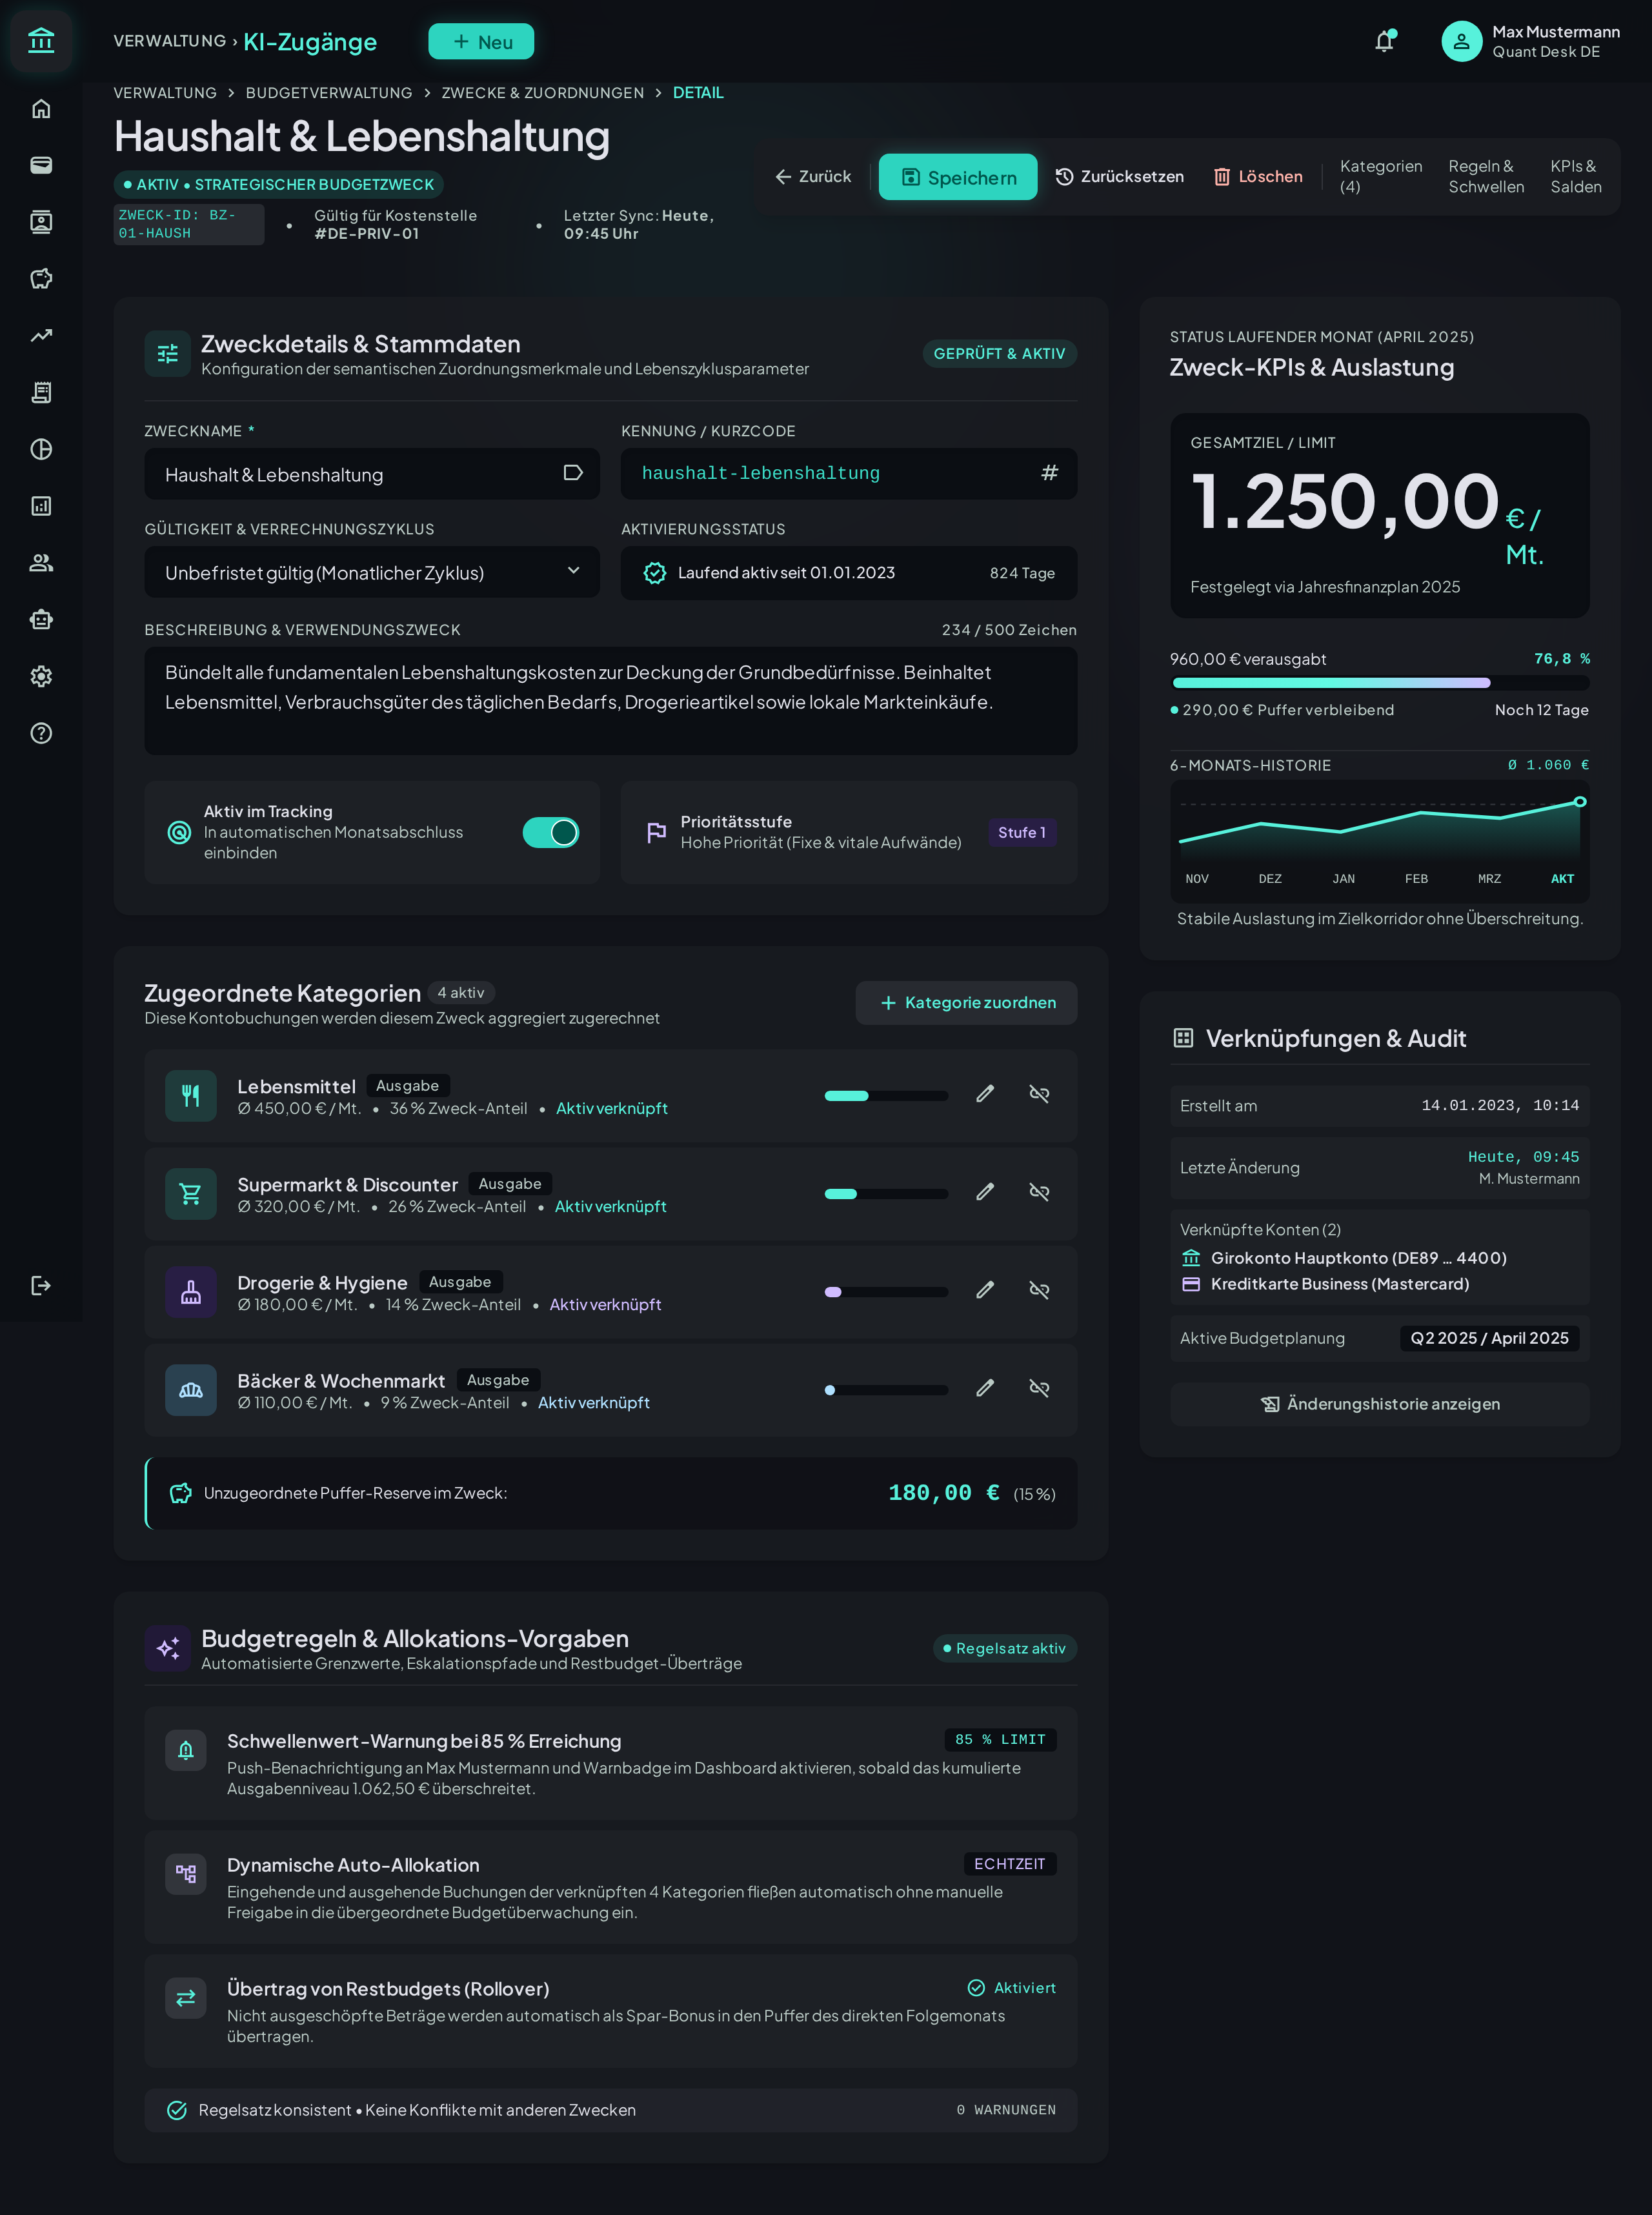 VERWALTUNG › KI-Zugänge
+ Neu
Max Mustermann
Quant Desk DE
VERWALTUNG > BUDGETVERWALTUNG > ZWECKE & ZUORDNUNGEN > DETAIL
Haushalt & Lebenshaltung
AKTIV • STRATEGISCHER BUDGETZWECK
ZWECK-ID: BZ-
01-HAUSH
•
Gültig für Kostenstelle
#DE-PRIV-01
•
Letzter Sync: Heute,
09:45 Uhr
Zurück
Speichern
Zurücksetzen
Löschen
Kategorien
(4)
Regeln &
Schwellen
KPIs &
Salden
Zweckdetails & Stammdaten
Konfiguration der semantischen Zuordnungsmerkmale und Lebenszyklusparameter
GEPRÜFT & AKTIV
ZWECKNAME *
Haushalt & Lebenshaltung
KENNUNG / KURZCODE
haushalt-lebenshaltung
#
GÜLTIGKEIT & VERRECHNUNGSZYKLUS
Unbefristet gültig (Monatlicher Zyklus)
AKTIVIERUNGSSTATUS
Laufend aktiv seit 01.01.2023
824 Tage
BESCHREIBUNG & VERWENDUNGSZWECK
234 / 500 Zeichen
Bündelt alle fundamentalen Lebenshaltungskosten zur Deckung der Grundbedürfnisse. Beinhaltet
Lebensmittel, Verbrauchsgüter des täglichen Bedarfs, Drogerieartikel sowie lokale Markteinkäufe.
Aktiv im Tracking
In automatischen Monatsabschluss
einbinden
Prioritätsstufe
Hohe Priorität (Fixe & vitale Aufwände)
Stufe 1
Zugeordnete Kategorien
4 aktiv
Diese Kontobuchungen werden diesem Zweck aggregiert zugerechnet
+ Kategorie zuordnen
Lebensmittel
Ausgabe
Ø 450,00 € / Mt. • 36 % Zweck-Anteil • Aktiv verknüpft
Supermarkt & Discounter
Ausgabe
Ø 320,00 € / Mt. • 26 % Zweck-Anteil • Aktiv verknüpft
Drogerie & Hygiene
Ausgabe
Ø 180,00 € / Mt. • 14 % Zweck-Anteil • Aktiv verknüpft
Bäcker & Wochenmarkt
Ausgabe
Ø 110,00 € / Mt. • 9 % Zweck-Anteil • Aktiv verknüpft
Unzugeordnete Puffer-Reserve im Zweck:
180,00 € (15 %)
Budgetregeln & Allokations-Vorgaben
Automatisierte Grenzwerte, Eskalationspfade und Restbudget-Überträge
Regelsatz aktiv
Schwellenwert-Warnung bei 85 % Erreichung
85 % LIMIT
Push-Benachrichtigung an Max Mustermann und Warnbadge im Dashboard aktivieren, sobald das kumulierte
Ausgabenniveau 1.062,50 € überschreitet.
Dynamische Auto-Allokation
ECHTZEIT
Eingehende und ausgehende Buchungen der verknüpften 4 Kategorien fließen automatisch ohne manuelle
Freigabe in die übergeordnete Budgetüberwachung ein.
Übertrag von Restbudgets (Rollover)
Aktiviert
Nicht ausgeschöpfte Beträge werden automatisch als Spar-Bonus in den Puffer des direkten Folgemonats
übertragen.
Regelsatz konsistent • Keine Konflikte mit anderen Zwecken
0 WARNUNGEN
STATUS LAUFENDER MONAT (APRIL 2025)
Zweck-KPIs & Auslastung
GESAMTZIEL / LIMIT
1.250,00 € /
Mt.
Festgelegt via Jahresfinanzplan 2025
960,00 € verausgabt
76,8 %
290,00 € Puffer verbleibend
Noch 12 Tage
6-MONATS-HISTORIE
Ø 1.060 €
NOV DEZ JAN FEB MRZ AKT
Stabile Auslastung im Zielkorridor ohne Überschreitung.
Verknüpfungen & Audit
Erstellt am
14.01.2023, 10:14
Letzte Änderung
Heute, 09:45
M. Mustermann
Verknüpfte Konten (2)
Girokonto Hauptkonto (DE89 … 4400)
Kreditkarte Business (Mastercard)
Aktive Budgetplanung
Q2 2025 / April 2025
Änderungshistorie anzeigen